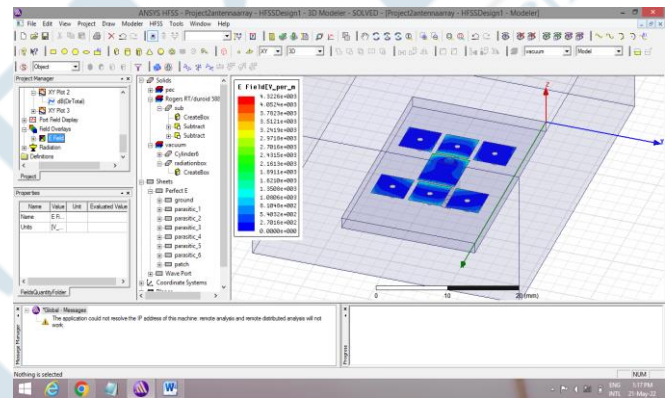 ANSYS HFSS - Project2antennaarray - HFSSDesign1 - 3D Modeler - SOLVED - [Project2antennaarray - HFSSDesign1 - Modeler]
File Edit View Project Draw Modeler HFSS Tools Window Help
XY
3D
vacuum
Model
Object
Project Manager
XY Plot 2
dB(DirTotal)
XY Plot 3
Port Field Display
Field Overlays
E Field
Radiation
Definitions
Project
Properties
Name Value Unit Evaluated Value
Name E Fi...
Units [V_...
FieldsQuantityFolder
Solids
pec
Rogers RT/duroid 588
sub
CreateBox
Subtract
Subtract
vacuum
Cylinder6
radiationbox
CreateBox
Sheets
Perfect E
ground
parasitic_1
parasitic_2
parasitic_3
parasitic_4
parasitic_5
parasitic_6
patch
Wave Port
Coordinate Systems
E Field[V_per_m
4.3226e+003
4.0524e+003
3.7823e+003
3.5121e+003
3.2419e+003
2.9718e+003
2.7016e+003
2.4315e+003
2.1613e+003
1.8911e+003
1.6210e+003
1.3508e+003
1.0806e+003
8.1048e+002
5.4032e+002
2.7016e+002
0.0000e+000
Z
0 10 20 (mm)
Message Manager
*Global - Messages
The application could not resolve the IP address of this machine: remote analysis and remote distributed analysis will not
work.
Progress
Nothing is selected
NUM
ENG 1:17 PM
INTL 21-May-22